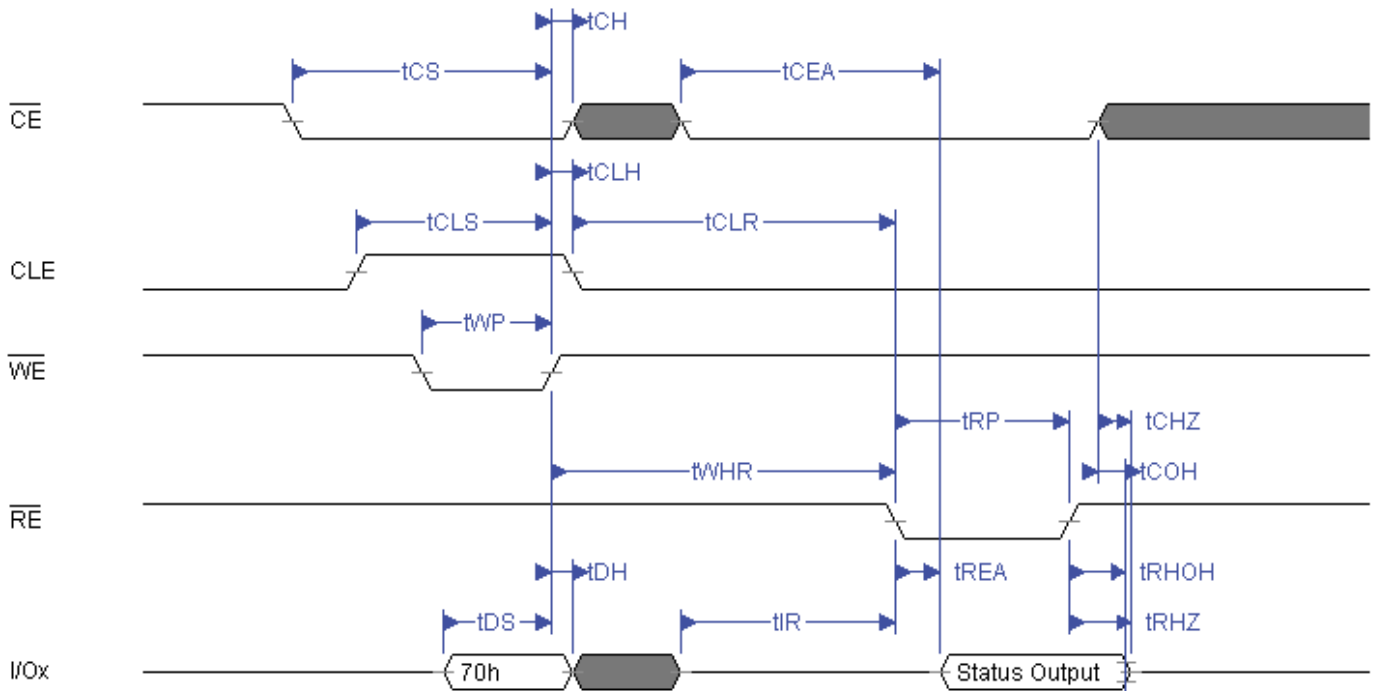 tCH
tCS
tCEA
CE
tCLH
tCLS
tCLR
CLE
tWP
WE
tRP
tCHZ
tWHR
tCOH
RE
tDH
tREA
tRHOH
tDS
tIR
tRHZ
I/Ox
70h
Status Output